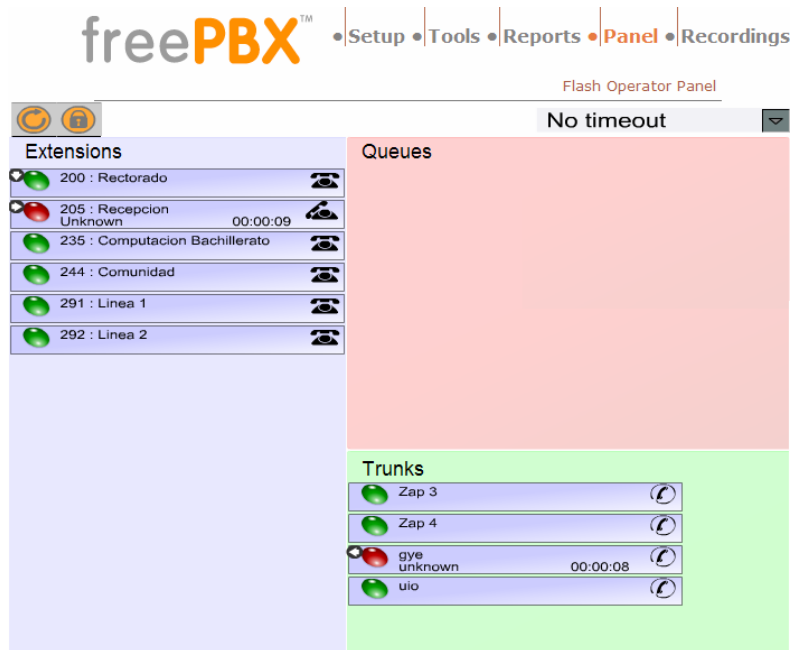 freePBX™
Setup Tools Reports Panel Recordings
Flash Operator Panel
No timeout
Extensions
200 : Rectorado
205 : Recepcion
Unknown 00:00:09
235 : Computacion Bachillerato
244 : Comunidad
291 : Linea 1
292 : Linea 2
Queues
Trunks
Zap 3
Zap 4
gye
unknown 00:00:08
uio